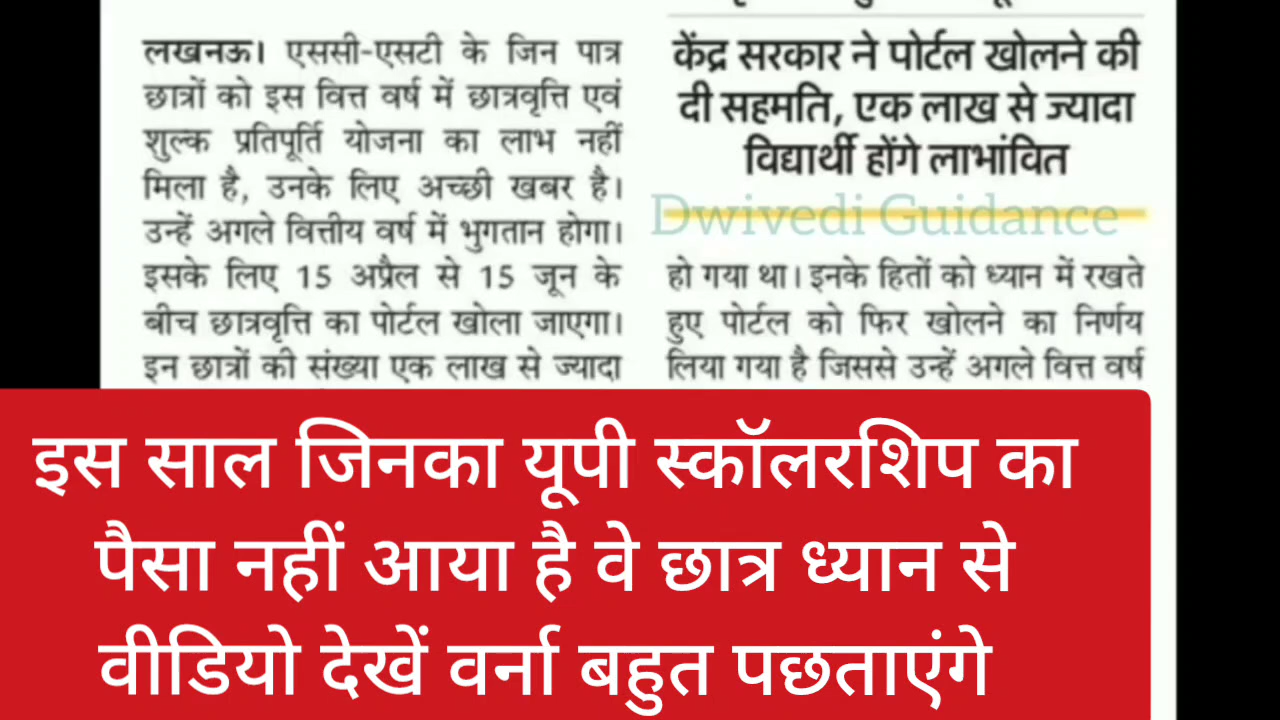 लखनऊ। एससी-एसटी के जिन पात्र
छात्रों को इस वित्त वर्ष में छात्रवृत्ति एवं
शुल्क प्रतिपूर्ति योजना का लाभ नहीं
मिला है, उनके लिए अच्छी खबर है।
उन्हें अगले वित्तीय वर्ष में भुगतान होगा।
इसके लिए 15 अप्रैल से 15 जून के
बीच छात्रवृत्ति का पोर्टल खोला जाएगा।
इन छात्रों की संख्या एक लाख से ज्यादा
केंद्र सरकार ने पोर्टल खोलने की
दी सहमति, एक लाख से ज्यादा
विद्यार्थी होंगे लाभांवित
Dwivedi Guidance
हो गया था। इनके हितों को ध्यान में रखते
हुए पोर्टल को फिर खोलने का निर्णय
लिया गया है जिससे उन्हें अगले वित्त वर्ष
इस साल जिनका यूपी स्कॉलरशिप का
पैसा नहीं आया है वे छात्र ध्यान से
वीडियो देखें वर्ना बहुत पछताएंगे